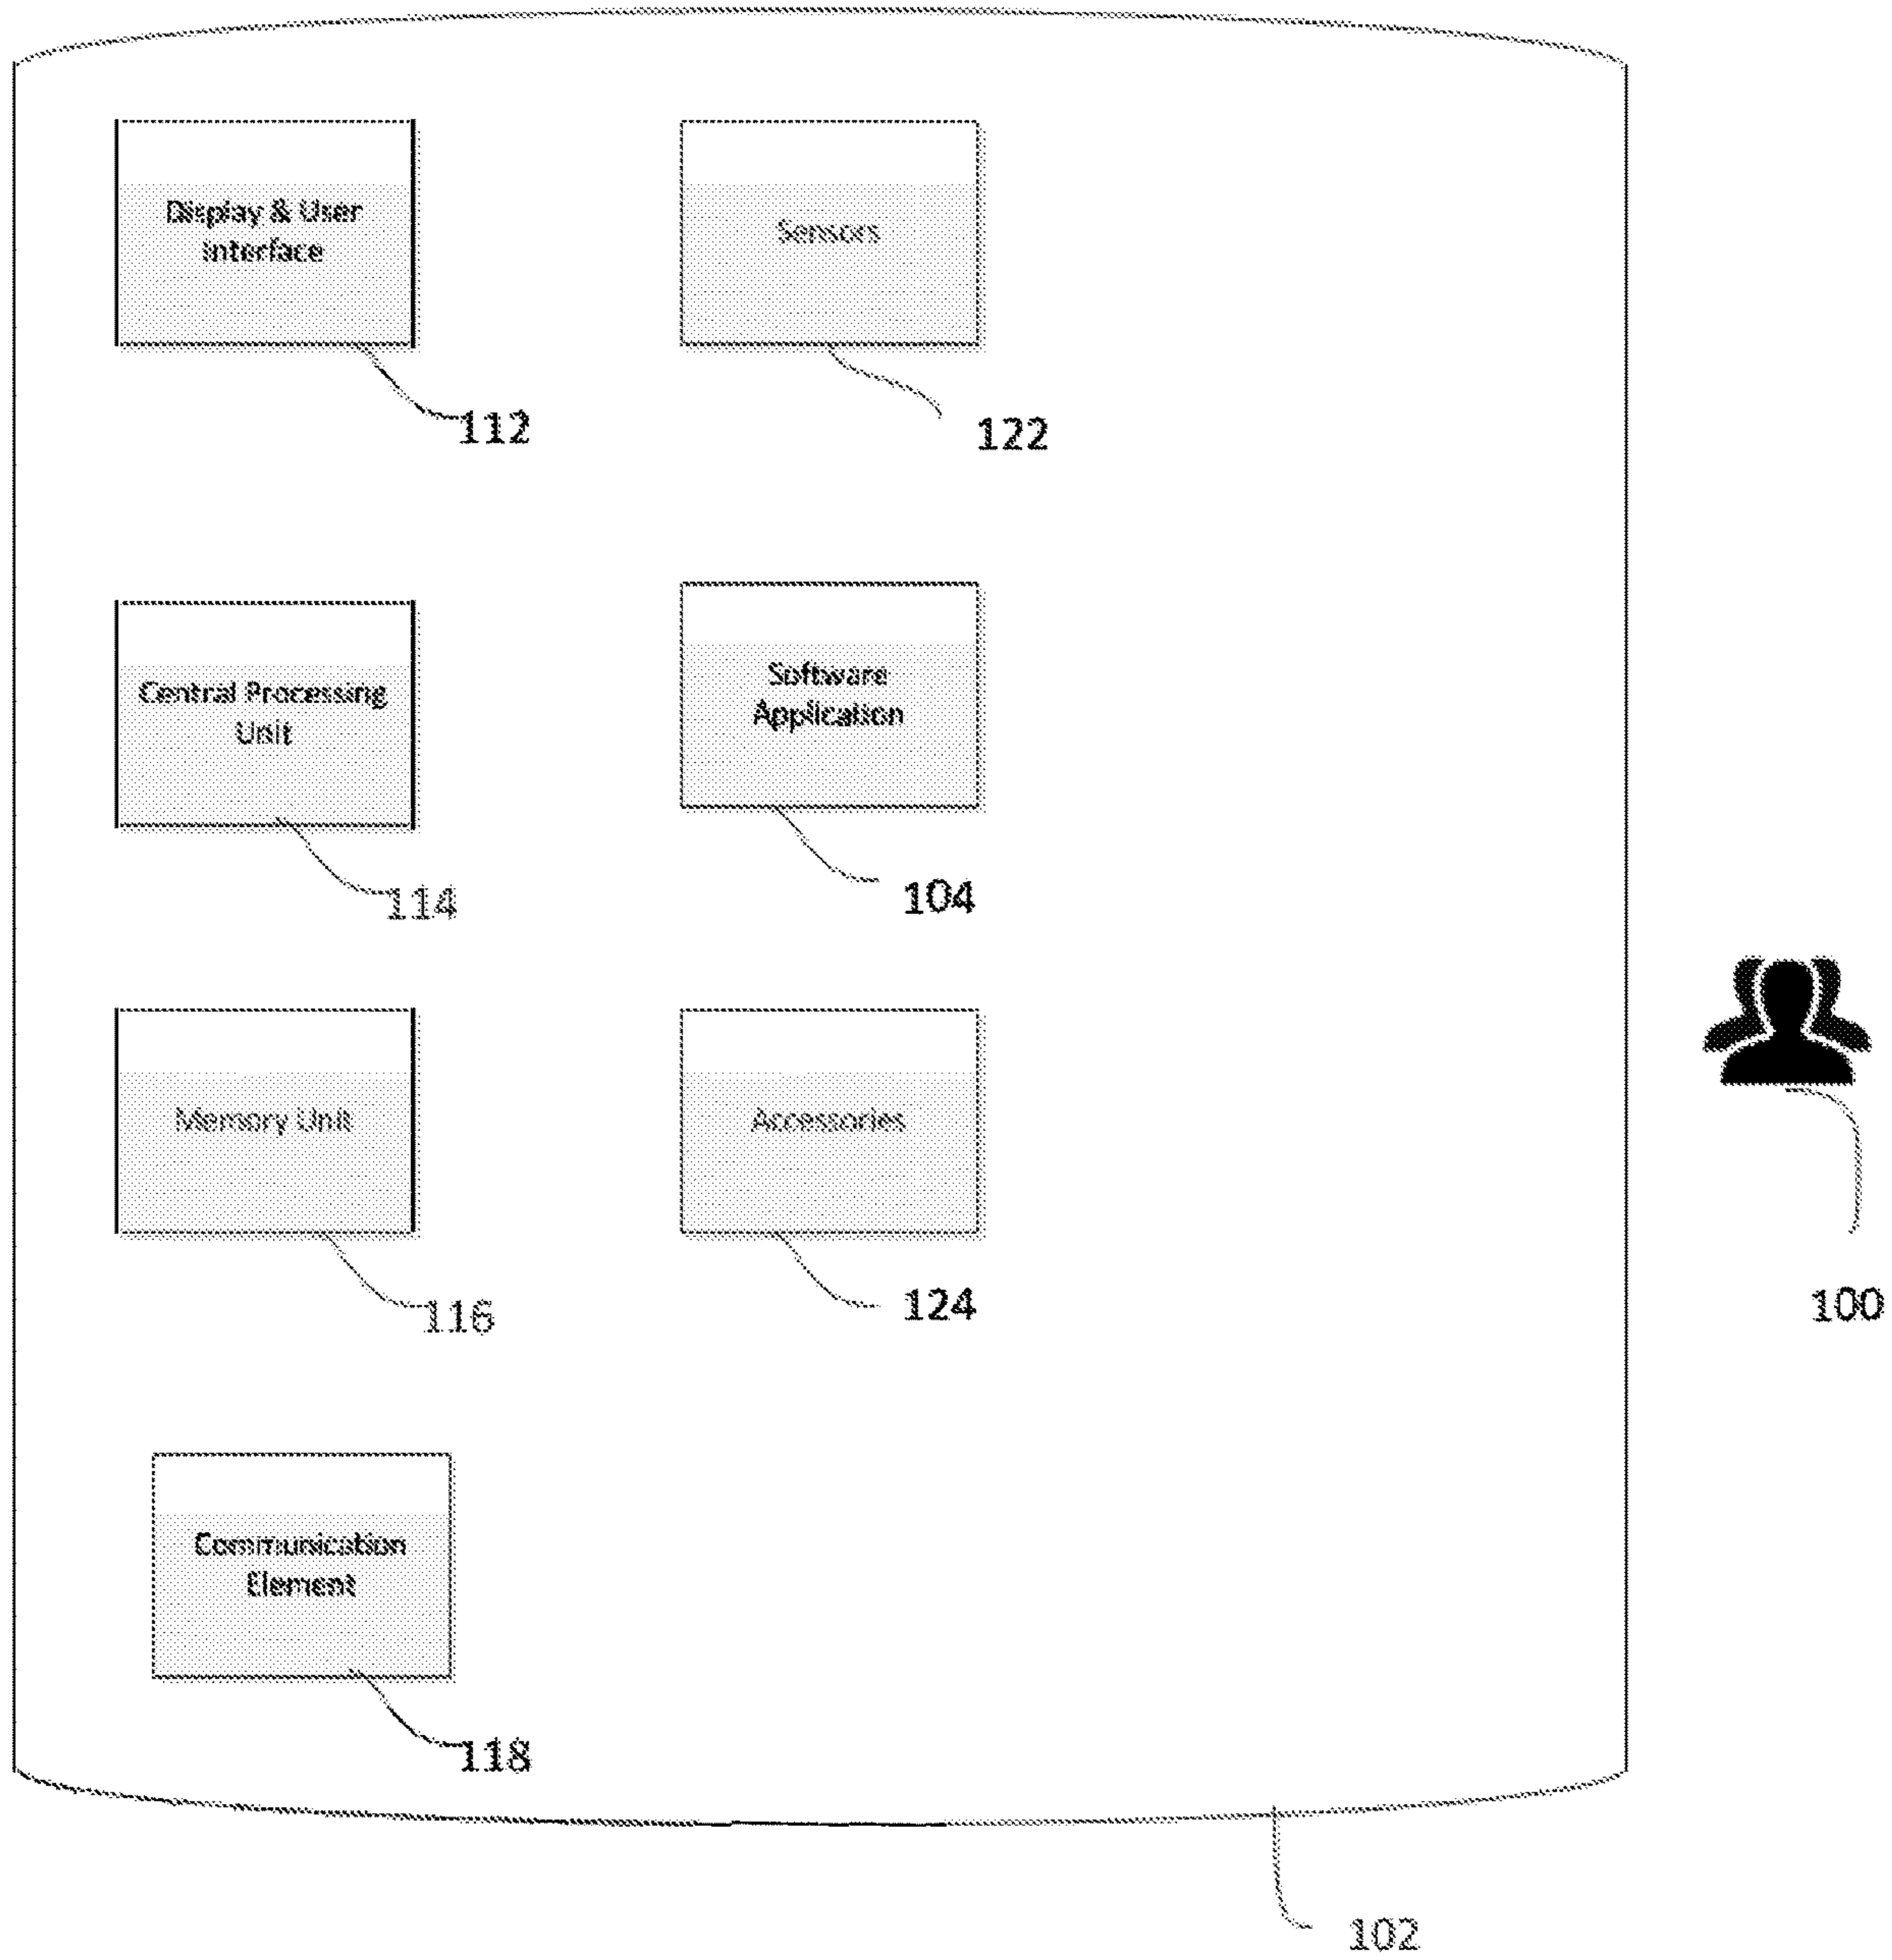 Display & User
Interface
112
Sensors
122
Central Processing
Unit
114
Software
Application
104
Memory Unit
116
Accessories
124
100
Communication
Element
118
102